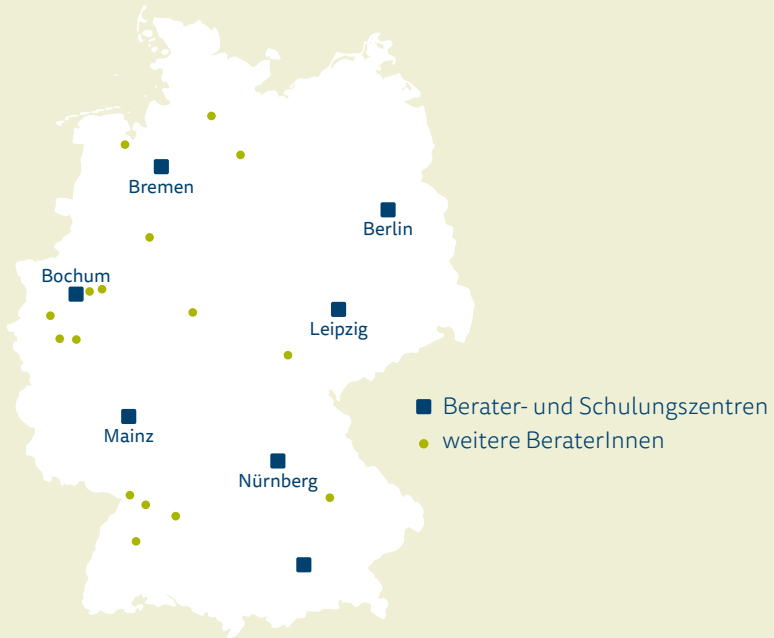 Bremen
Berlin
Bochum
Leipzig
Berater- und Schulungszentren
Mainz
weitere BeraterInnen
Nürnberg